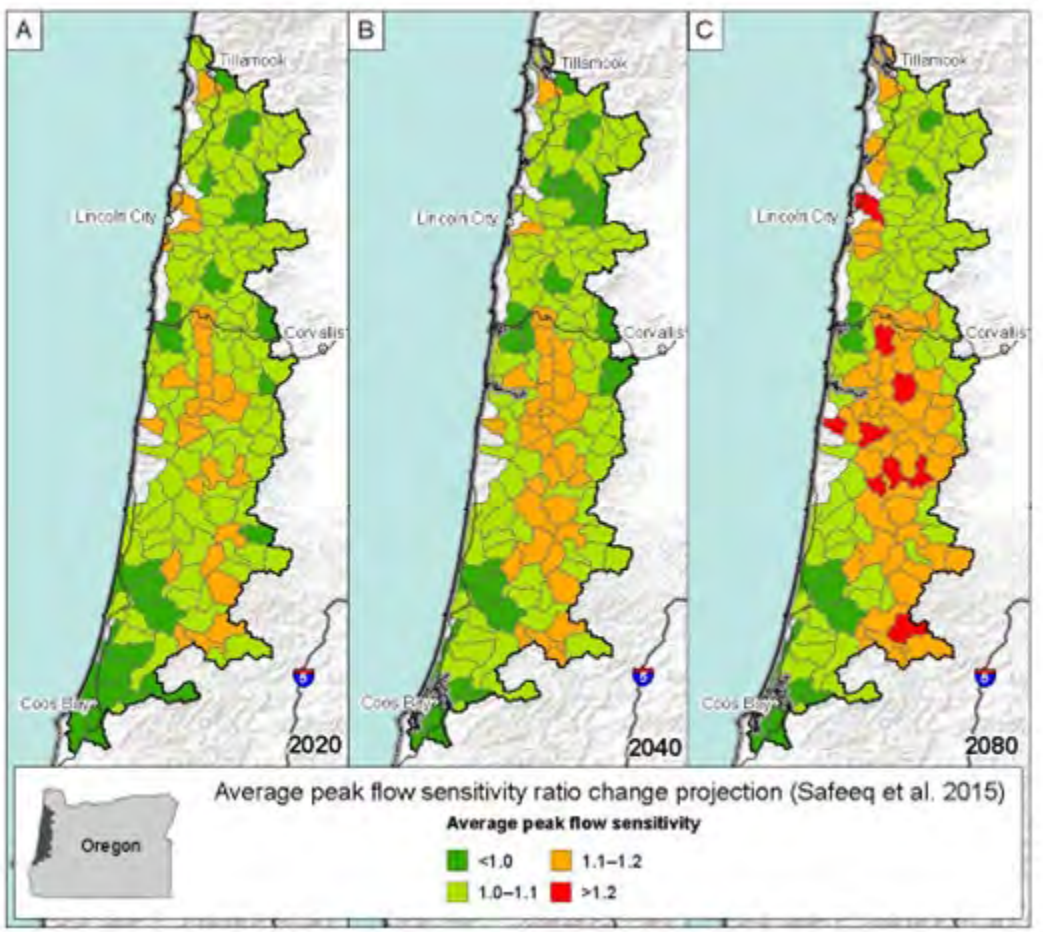 A
Tillamook
Lincoln City
Corvallis
Coos Bay
5
2020
B
Tillamook
Lincoln City
Corvallis
Coos Bay
5
2040
C
Tillamook
Lincoln City
Corvallis
Coos Bay
5
2080
Oregon
Average peak flow sensitivity ratio change projection (Safeeq et al. 2015)
Average peak flow sensitivity
<1.0
1.1–1.2
1.0–1.1
>1.2